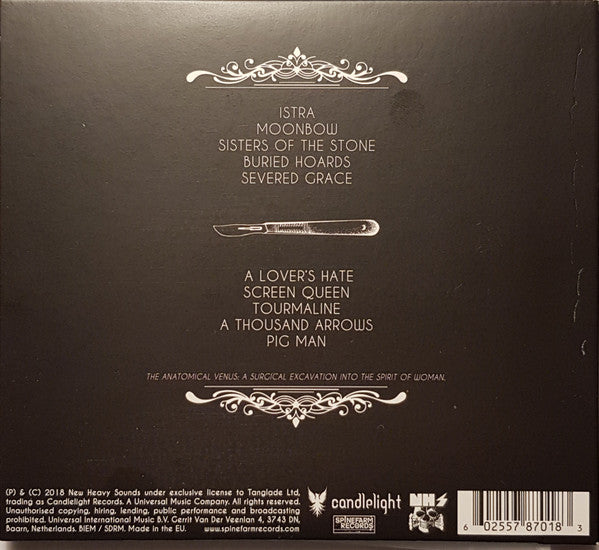 ISTRA
MOONBOW
SISTERS OF THE STONE
BURIED HOARDS
SEVERED GRACE
A LOVER'S HATE
SCREEN QUEEN
TOURMALINE
A THOUSAND ARROWS
PIG MAN
THE ANATOMICAL VENUS: A SURGICAL EXCAVATION INTO THE SPIRIT OF WOMAN.
(P) & (C) 2018 New Heavy Sounds under exclusive license to Tanglade Ltd,
trading as Candlelight Records. A Universal Music Company. All rights reserved.
Unauthorised copying, hiring, lending, public performance and broadcasting
prohibited. Universal International Music B.V. Gerrit Van Der Veenlan 4, 3743 DN,
Baarn, Netherlands. BIEM / SDRM. Made in the EU.
candlelight
SPINEFARM
RECORDS
www.spinefarmrecords.com
NHS
6 02557 87018 3